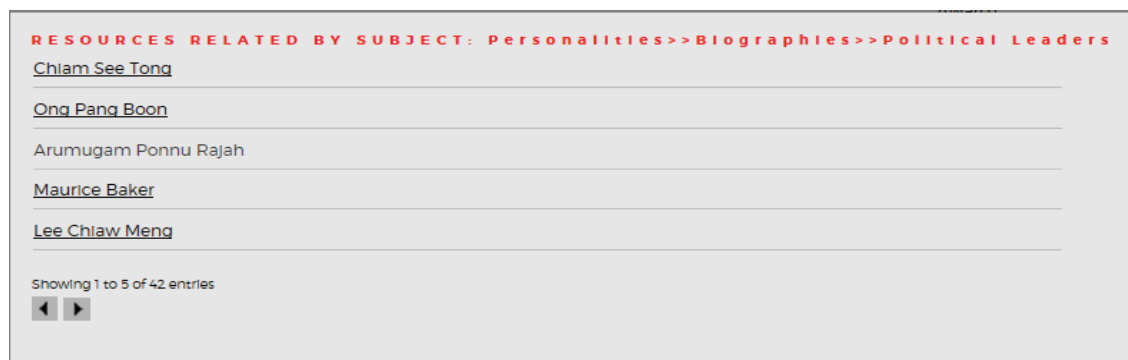 RESOURCES RELATED BY SUBJECT: Personalities>>Biographies>>Political Leaders
Chiam See Tong
Ong Pang Boon
Arumugam Ponnu Rajah
Maurice Baker
Lee Chiaw Meng
Showing 1 to 5 of 42 entries